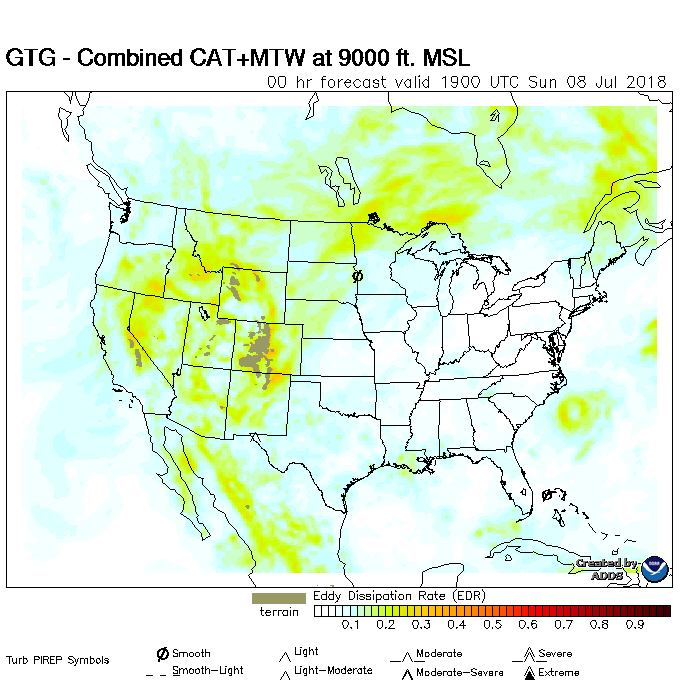 GTG - Combined CAT+MTW at 9000 ft. MSL
00 hr forecast valid 1900 UTC Sun 08 Jul 2018
Created by
ADDS
Eddy Dissipation Rate (EDR)
terrain
0.1 0.2 0.3 0.4 0.5 0.6 0.7 0.8 0.9
Turb PIREP Symbols
Smooth Light Moderate Severe
Smooth-Light Light-Moderate Moderate-Severe Extreme